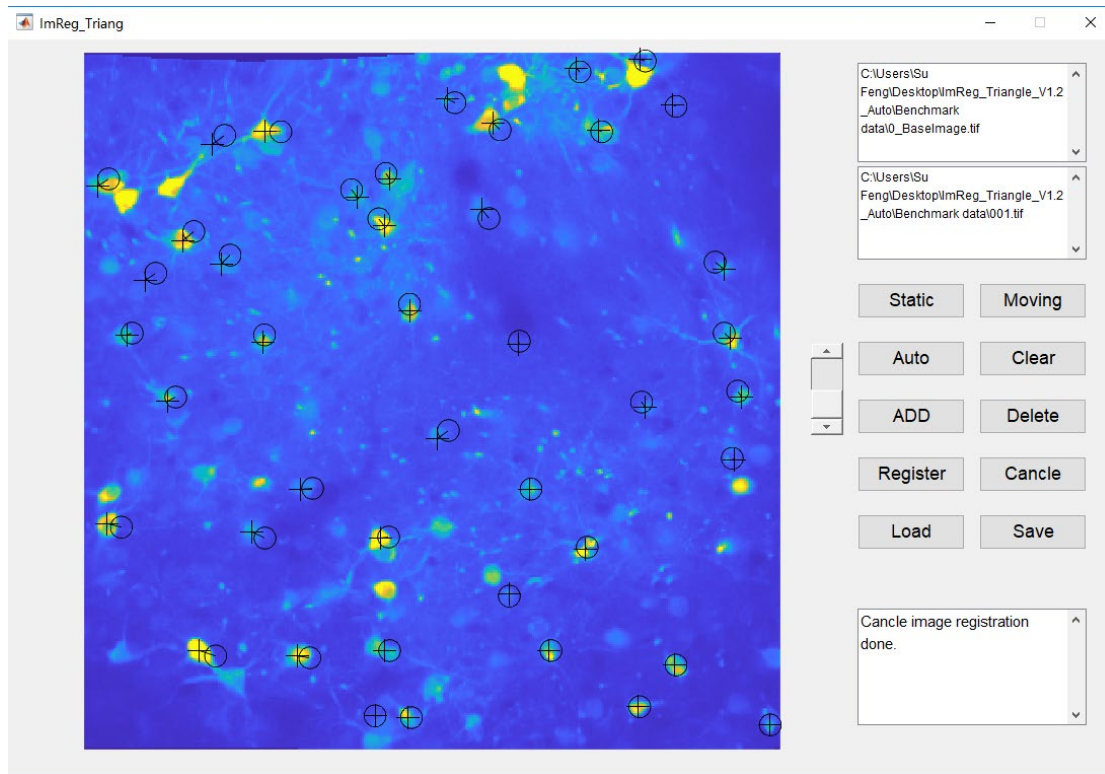 ImReg_Triang
C:\Users\Su
Feng\Desktop\ImReg_Triangle_V1.2
_Auto\Benchmark
data\0_BaseImage.tif
C:\Users\Su
Feng\Desktop\ImReg_Triangle_V1.2
_Auto\Benchmark data\001.tif
Static Moving
Auto Clear
ADD Delete
Register Cancle
Load Save
Cancle image registration
done.